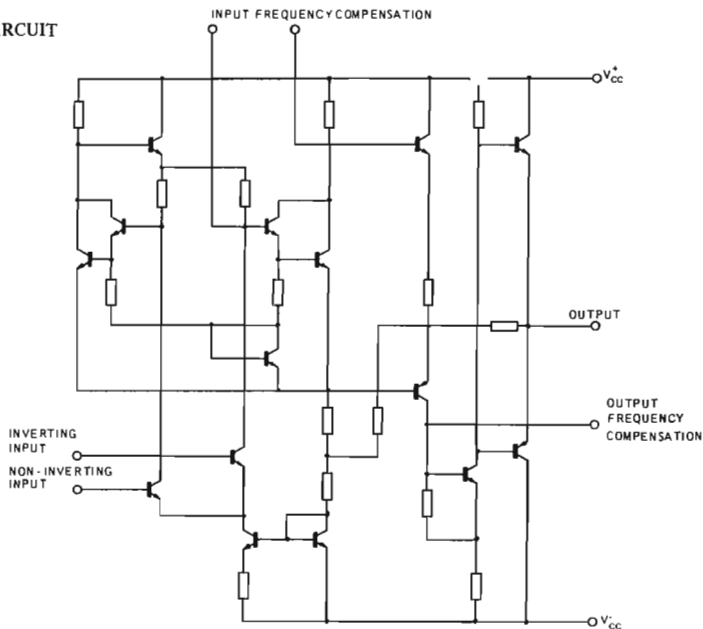 RCUIT
INPUT FREQUENCY COMPENSATION
V+CC
OUTPUT
OUTPUT
FREQUENCY
COMPENSATION
INVERTING
INPUT
NON-INVERTING
INPUT
V-CC